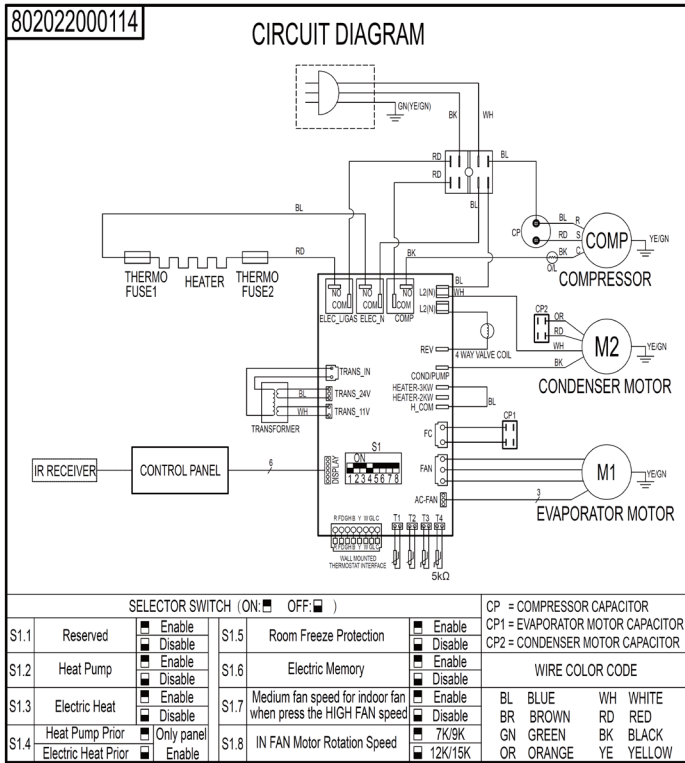 802022000114
CIRCUIT DIAGRAM
GN(YE/GN)
BK
WH
RD
BL
RD
BL
BL
BL
R
CP
RD
S
COMP
YE/GN
BK
C
O/L
COMPRESSOR
BL
RD
BK
THERMO FUSE1
HEATER
THERMO FUSE2
NO
COM
NO
COM
NO
COM
ELEC_L/GAS
ELEC_N
COMP
L2(N)
BL
WH
L2(N)
CP2
OR
RD
WH
M2
YE/GN
BK
CONDENSER MOTOR
REV
4 WAY VALVE COIL
TRANS_IN
COND/PUMP
HEATER-3KW
HEATER-2KW
H_COM
BL
BL
TRANS_24V
WH
TRANS_11V
TRANSFORMER
FC
CP1
IR RECEIVER
CONTROL PANEL
6
DISPLAY
S1
ON
1 2 3 4 5 6 7 8
FAN
M1
YE/GN
AC-FAN
3
EVAPORATOR MOTOR
R FDGHB Y W GL C
T1 T2 T3 T4
R FDGHB Y W GL C
WALL MOUNTED
THERMOSTAT INTERFACE
5kΩ
SELECTOR SWITCH (ON: OFF: )
S1.1 Reserved Enable
Disable
S1.2 Heat Pump Enable
Disable
S1.3 Electric Heat Enable
Disable
S1.4 Heat Pump Prior Only panel
Electric Heat Prior Enable
S1.5 Room Freeze Protection Enable
Disable
S1.6 Electric Memory Enable
Disable
S1.7 Medium fan speed for indoor fan when press the HIGH FAN speed Enable
Disable
S1.8 IN FAN Motor Rotation Speed 7K/9K
12K/15K
CP = COMPRESSOR CAPACITOR
CP1 = EVAPORATOR MOTOR CAPACITOR
CP2 = CONDENSER MOTOR CAPACITOR
WIRE COLOR CODE
BL BLUE WH WHITE
BR BROWN RD RED
GN GREEN BK BLACK
OR ORANGE YE YELLOW